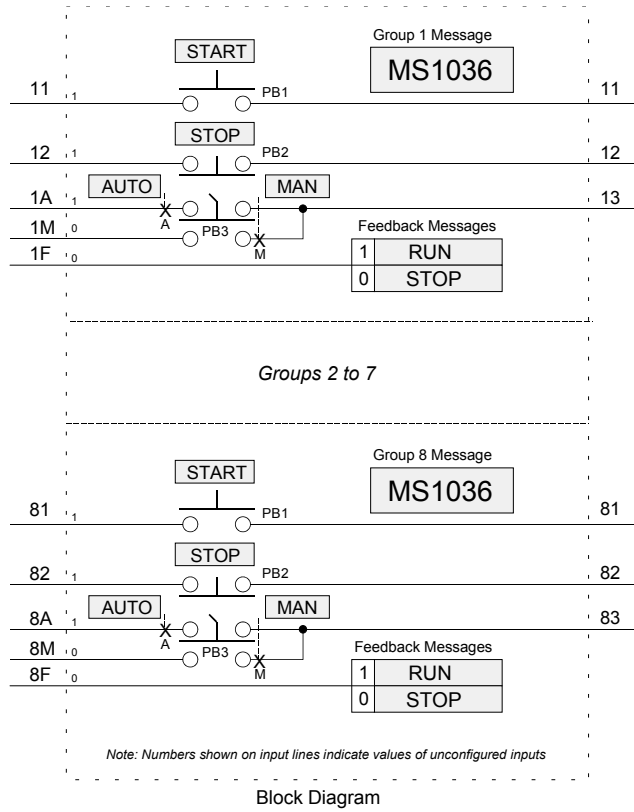 Group 1 Message
START
MS1036
11 1 PB1 11
STOP
12 1 PB2 12
AUTO MAN
1A 1 13
A
1M 0 PB3 M
Feedback Messages
1F 0
1 RUN
0 STOP
Groups 2 to 7
Group 8 Message
START
MS1036
81 1 PB1 81
STOP
82 1 PB2 82
AUTO MAN
8A 1 83
A
8M 0 PB3 M
Feedback Messages
8F 0
1 RUN
0 STOP
Note: Numbers shown on input lines indicate values of unconfigured inputs
Block Diagram